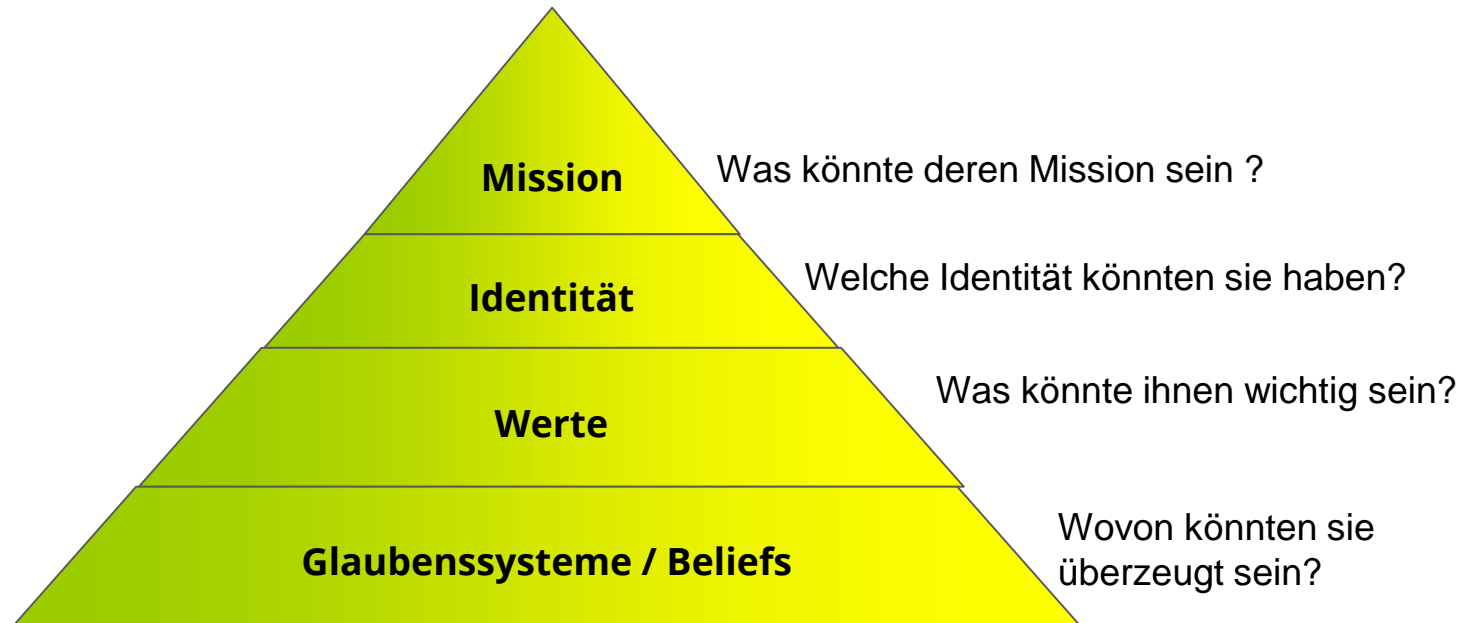 Mission
Was könnte deren Mission sein ?
Identität
Welche Identität könnten sie haben?
Werte
Was könnte ihnen wichtig sein?
Glaubenssysteme / Beliefs
Wovon könnten sie
überzeugt sein?